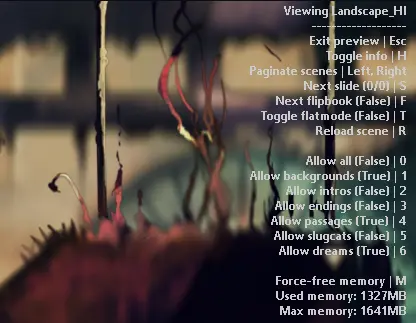 Viewing Landscape_HI
--------------------
Exit preview | Esc
Toggle info | H
Paginate scenes | Left, Right
Next slide (0/0) | S
Next flipbook (False) | F
Toggle flatmode (False) | T
Reload scene | R
Allow all (False) | 0
Allow backgrounds (True) | 1
Allow intros (False) | 2
Allow endings (False) | 3
Allow passages (True) | 4
Allow slugcats (False) | 5
Allow dreams (True) | 6
Force-free memory | M
Used memory: 1327MB
Max memory: 1641MB